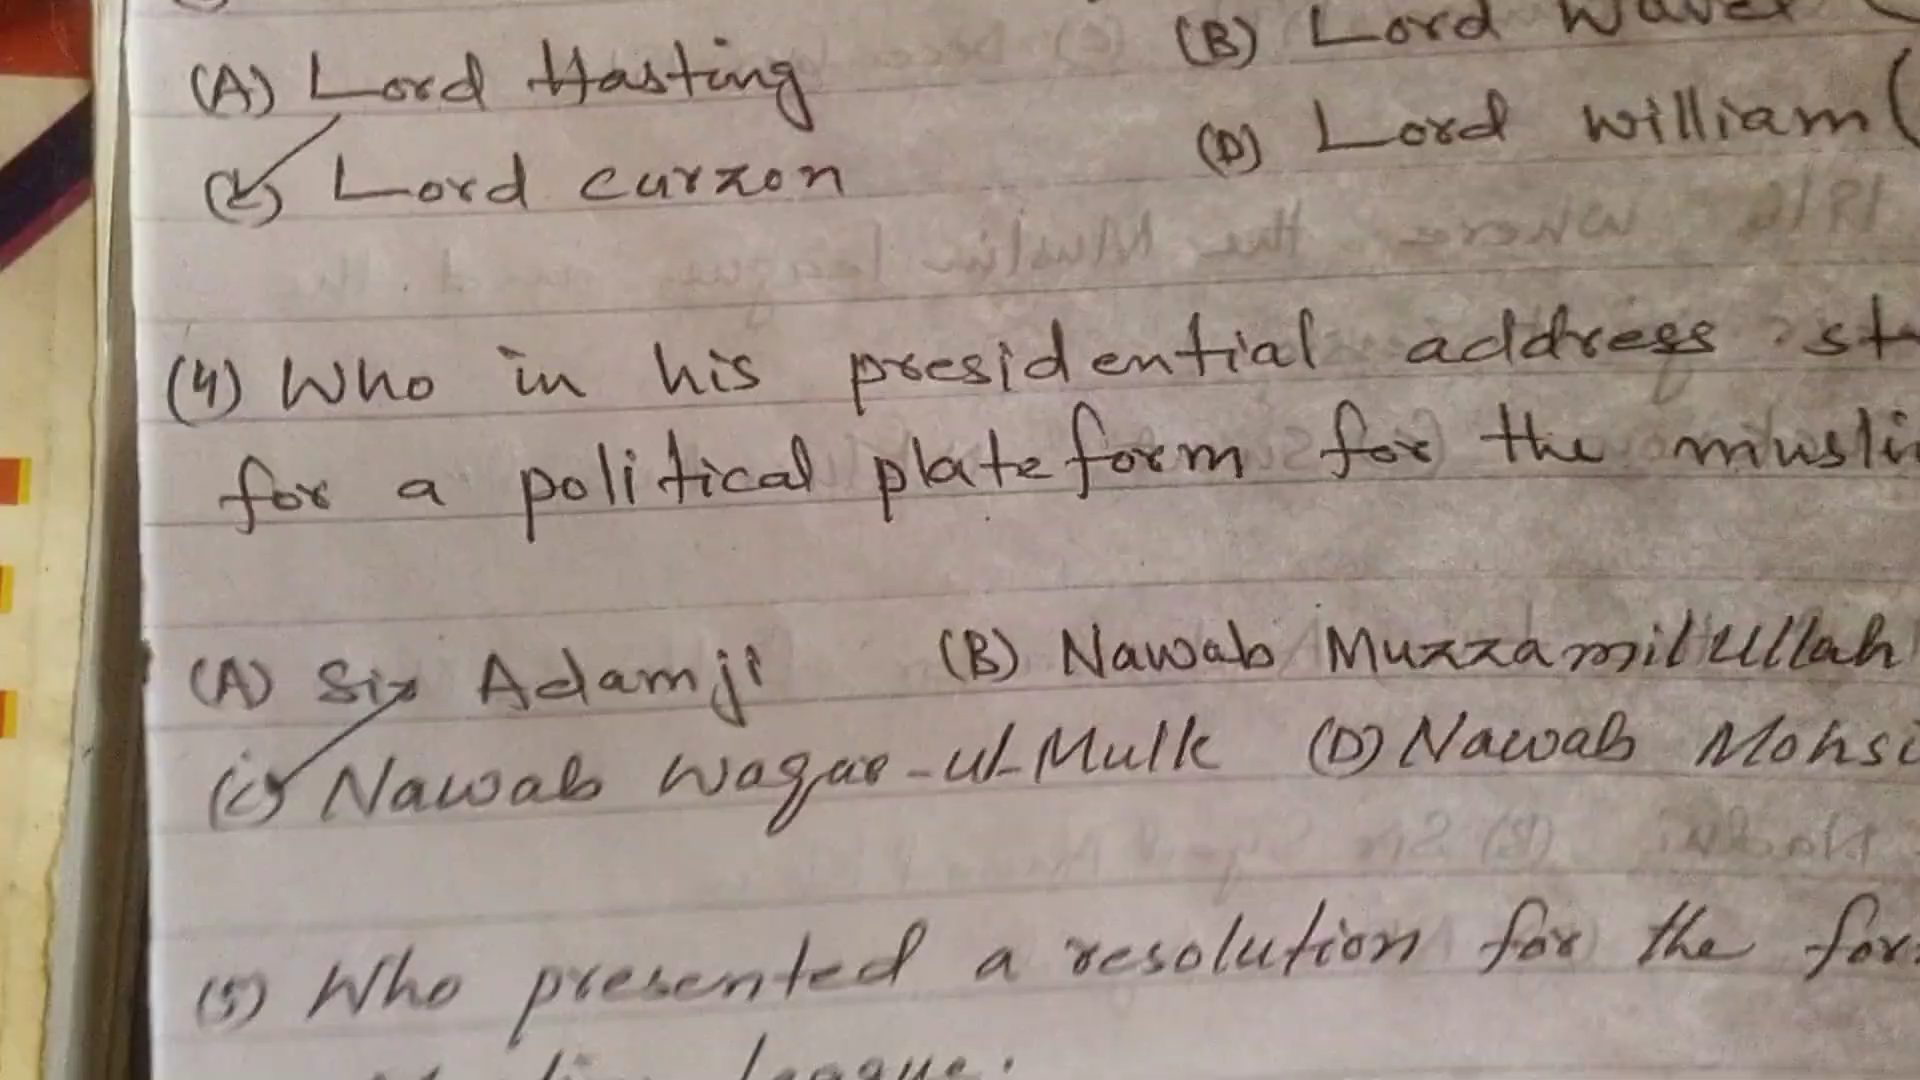 (A) Lord Hasting (B) Lord
(C) Lord curzon (D) Lord william (
(4) Who in his presidential address
for a political plateform for the
(A) Sir Adamji (B) Nawab Muzzamil Ullah
(C) Nawab Waqar-ul-Mulk (D) Nawab
(5) Who presented a resolution for the
league.